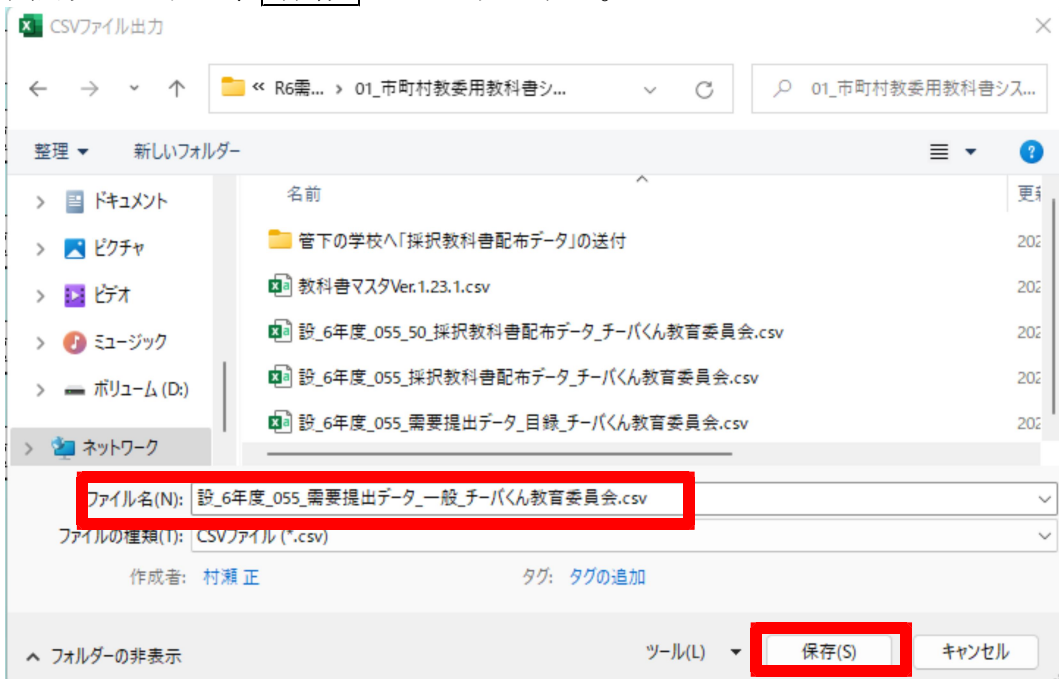 CSVファイル出力
« R6需... › 01_市町村教委用教科書シ...
01_市町村教委用教科書シス...
整理
新しいフォルダー
ドキュメント
ピクチャ
ビデオ
ミュージック
ボリューム (D:)
ネットワーク
名前
管下の学校へ「採択教科書配布データ」の送付
202
教科書マスタVer.1.23.1.csv
202
設_6年度_055_50_採択教科書配布データ_チーバくん教育委員会.csv
202
設_6年度_055_採択教科書配布データ_チーバくん教育委員会.csv
202
設_6年度_055_需要提出データ_目録_チーバくん教育委員会.csv
202
ファイル名(N): 設_6年度_055_需要提出データ_一般_チーバくん教育委員会.csv
ファイルの種類(T): CSVファイル (*.csv)
作成者: 村瀬 正
タグ: タグの追加
フォルダーの非表示
ツール(L)
保存(S)
キャンセル